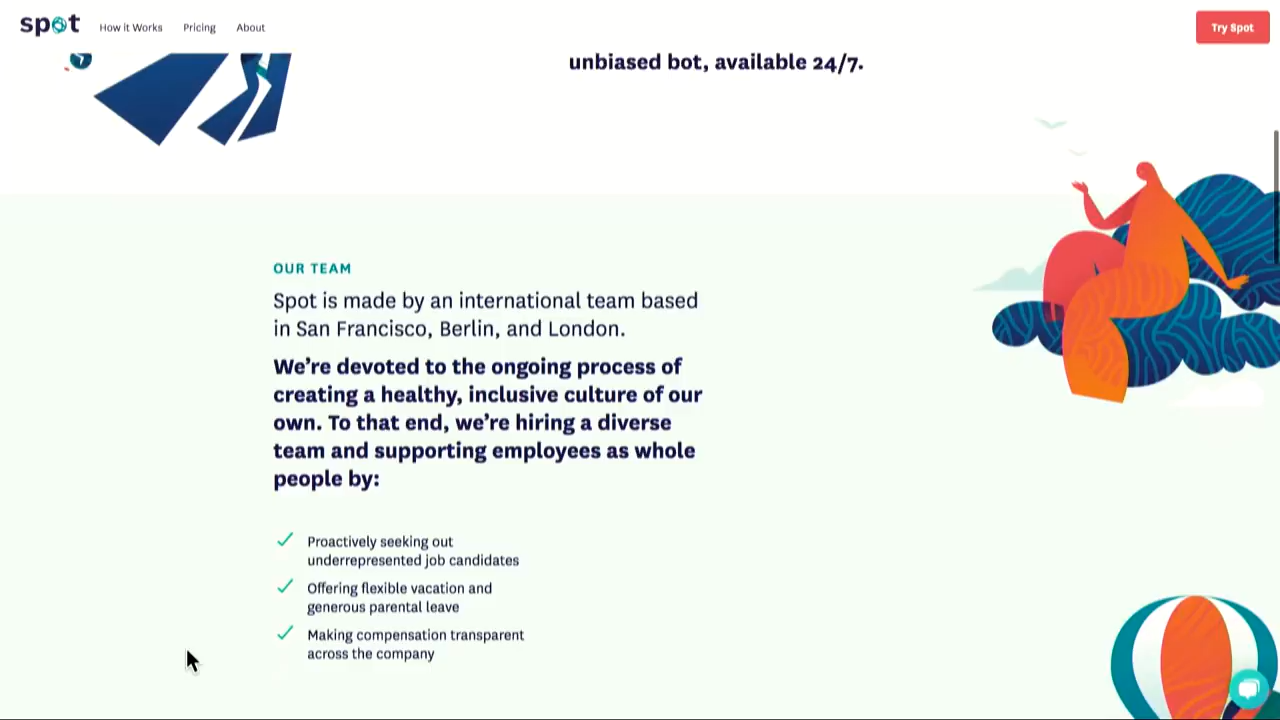 spot
How it Works
Pricing
About
Try Spot
unbiased bot, available 24/7.
OUR TEAM
Spot is made by an international team based
in San Francisco, Berlin, and London.
We’re devoted to the ongoing process of
creating a healthy, inclusive culture of our
own. To that end, we’re hiring a diverse
team and supporting employees as whole
people by:
Proactively seeking out
underrepresented job candidates
Offering flexible vacation and
generous parental leave
Making compensation transparent
across the company